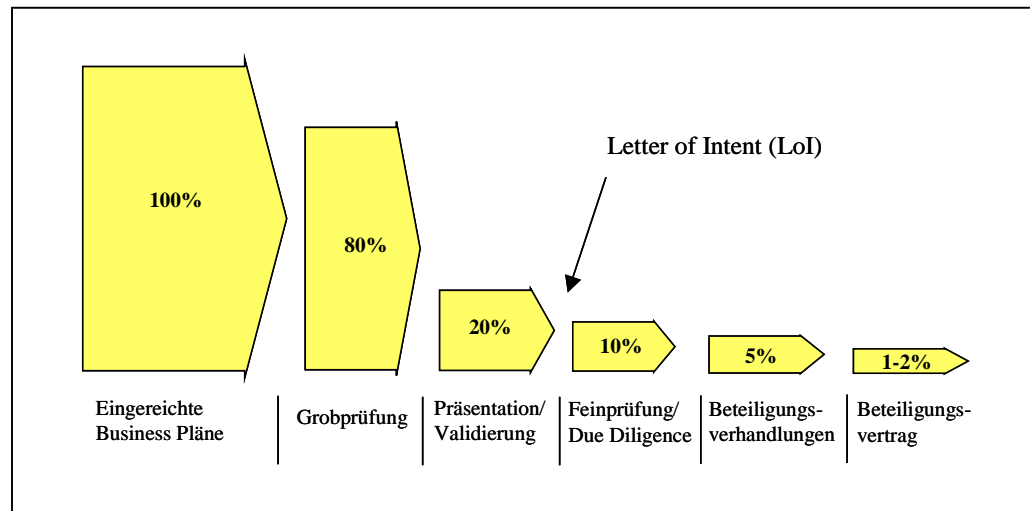 Letter of Intent (LoI)
100%
80%
20%
10%
5%
1-2%
Eingereichte
Business Pläne
Grobprüfung
Präsentation/
Validierung
Feinprüfung/
Due Diligence
Beteiligungs-
verhandlungen
Beteiligungs-
vertrag